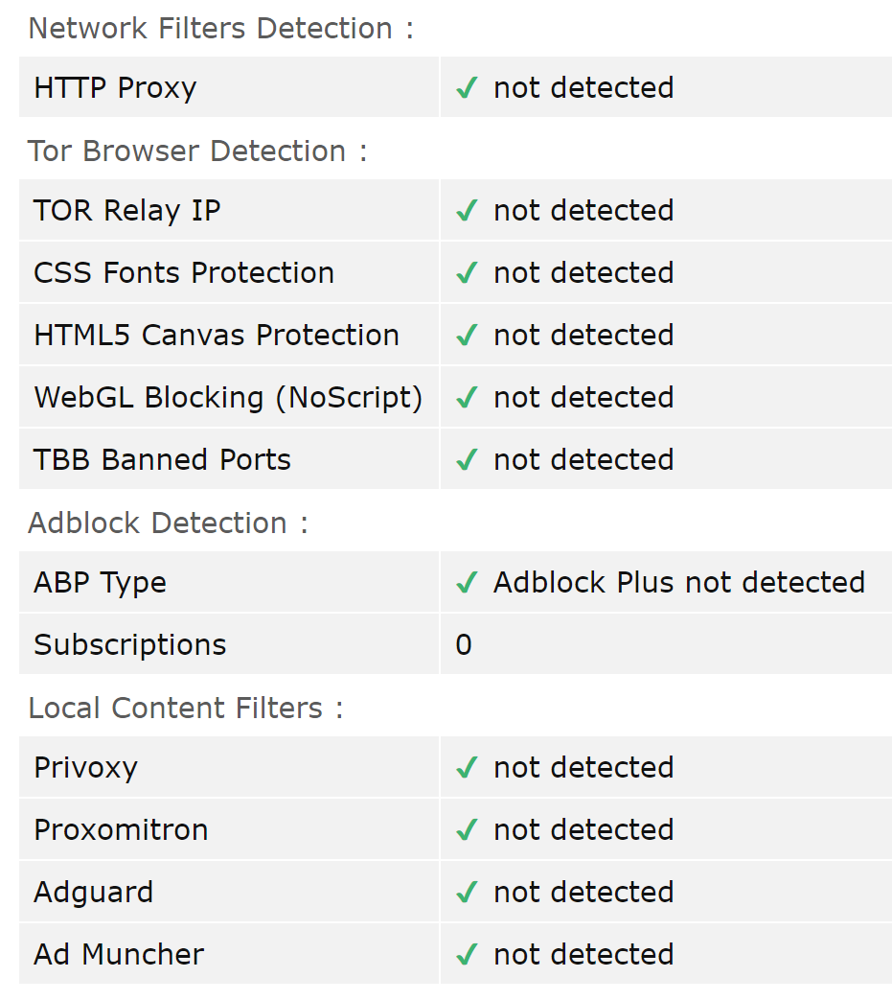 Network Filters Detection :
HTTP Proxy ✔ not detected
Tor Browser Detection :
TOR Relay IP ✔ not detected
CSS Fonts Protection ✔ not detected
HTML5 Canvas Protection ✔ not detected
WebGL Blocking (NoScript) ✔ not detected
TBB Banned Ports ✔ not detected
Adblock Detection :
ABP Type ✔ Adblock Plus not detected
Subscriptions 0
Local Content Filters :
Privoxy ✔ not detected
Proxomitron ✔ not detected
Adguard ✔ not detected
Ad Muncher ✔ not detected